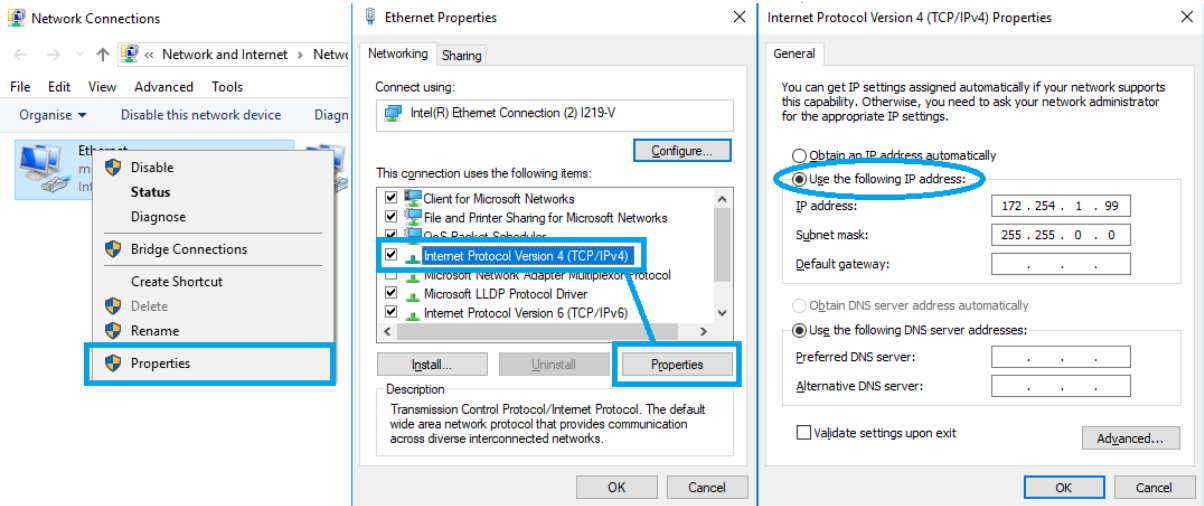 Network Connections
« Network and Internet > Netwo
File Edit View Advanced Tools
Organise Disable this network device Diagn
Ethernet
Disable
Status
Diagnose
Bridge Connections
Create Shortcut
Delete
Rename
Properties
Ethernet Properties
Networking Sharing
Connect using:
Intel(R) Ethernet Connection (2) I219-V
Configure...
This connection uses the following items:
Client for Microsoft Networks
File and Printer Sharing for Microsoft Networks
QoS Packet Scheduler
Internet Protocol Version 4 (TCP/IPv4)
Microsoft Network Adapter Multiplexor Protocol
Microsoft LLDP Protocol Driver
Internet Protocol Version 6 (TCP/IPv6)
Install... Uninstall Properties
Description
Transmission Control Protocol/Internet Protocol. The default
wide area network protocol that provides communication
across diverse interconnected networks.
OK Cancel
Internet Protocol Version 4 (TCP/IPv4) Properties
General
You can get IP settings assigned automatically if your network supports
this capability. Otherwise, you need to ask your network administrator
for the appropriate IP settings.
Obtain an IP address automatically
Use the following IP address:
IP address: 172 . 254 . 1 . 99
Subnet mask: 255 . 255 . 0 . 0
Default gateway: . . .
Obtain DNS server address automatically
Use the following DNS server addresses:
Preferred DNS server: . . .
Alternative DNS server: . . .
Validate settings upon exit
Advanced...
OK Cancel